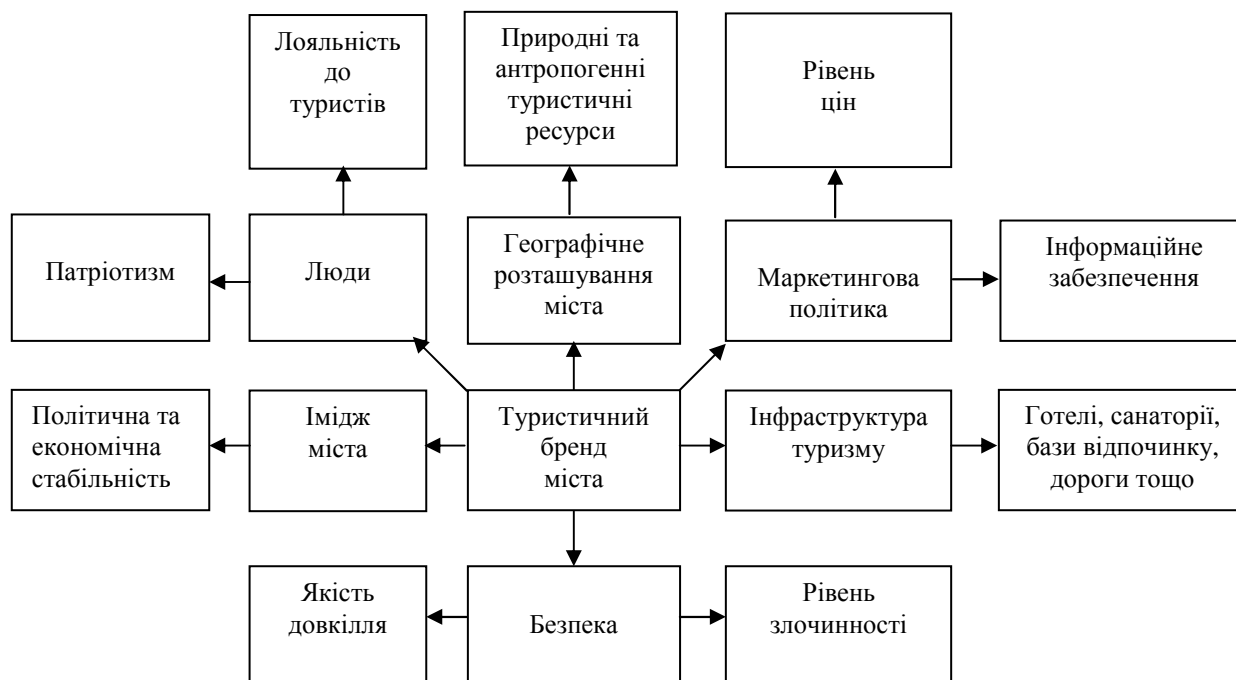 Лояльність
до
туристів
Природні та
антропогенні
туристичні
ресурси
Рівень
цін
Патріотизм
Люди
Географічне
розташування
міста
Маркетингова
політика
Інформаційне
забезпечення
Політична та
економічна
стабільність
Імідж
міста
Туристичний
бренд
міста
Інфраструктура
туризму
Готелі, санаторії,
бази відпочинку,
дороги тощо
Якість
довкілля
Безпека
Рівень
злочинності